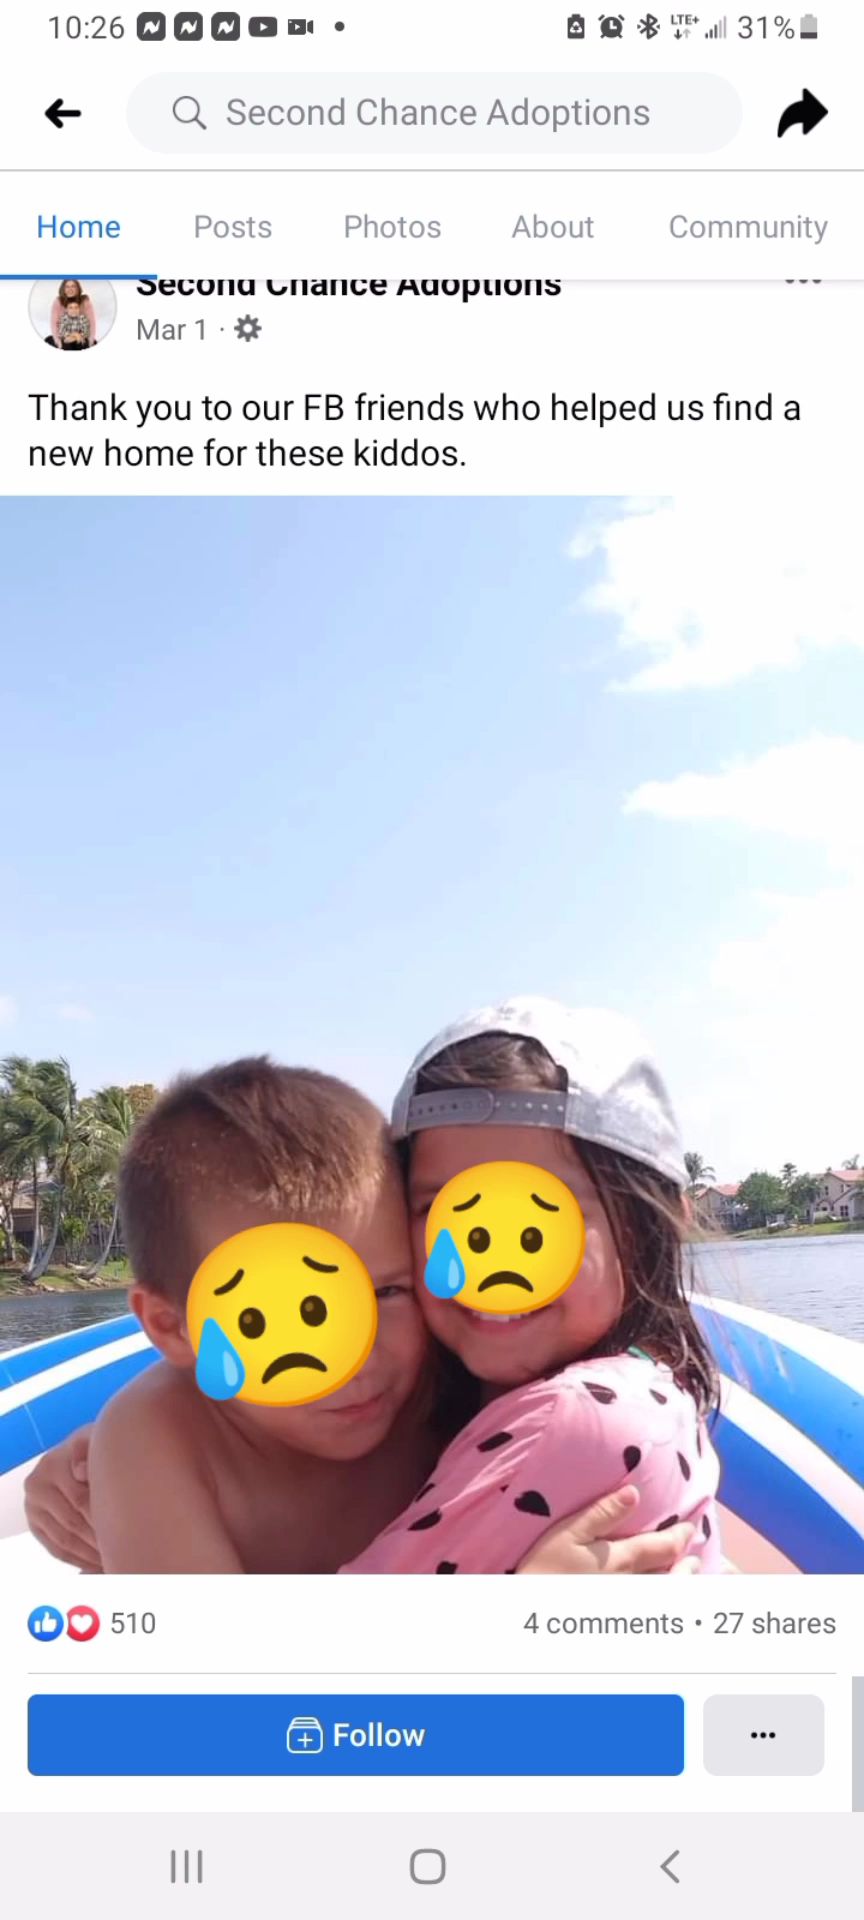 10:26 LTE+ 31%
Second Chance Adoptions
Home Posts Photos About Community
Second Chance Adoptions
Mar 1 ·
Thank you to our FB friends who helped us find a
new home for these kiddos.
510 4 comments • 27 shares
Follow